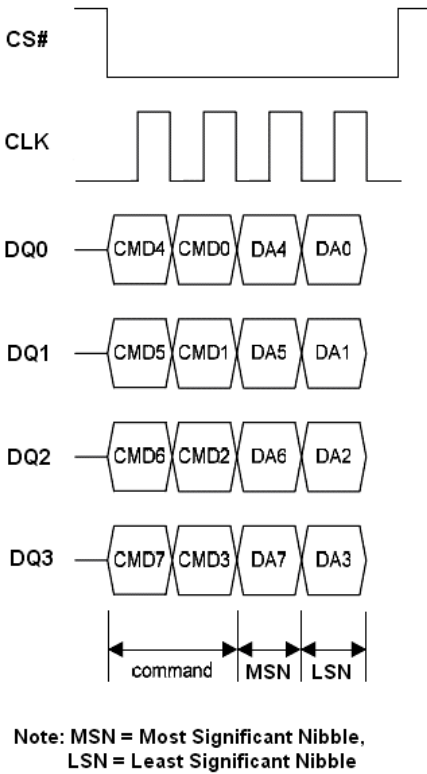 CS#
CLK
DQ0 CMD4 CMD0 DA4 DA0
DQ1 CMD5 CMD1 DA5 DA1
DQ2 CMD6 CMD2 DA6 DA2
DQ3 CMD7 CMD3 DA7 DA3
command MSN LSN
Note: MSN = Most Significant Nibble,
LSN = Least Significant Nibble